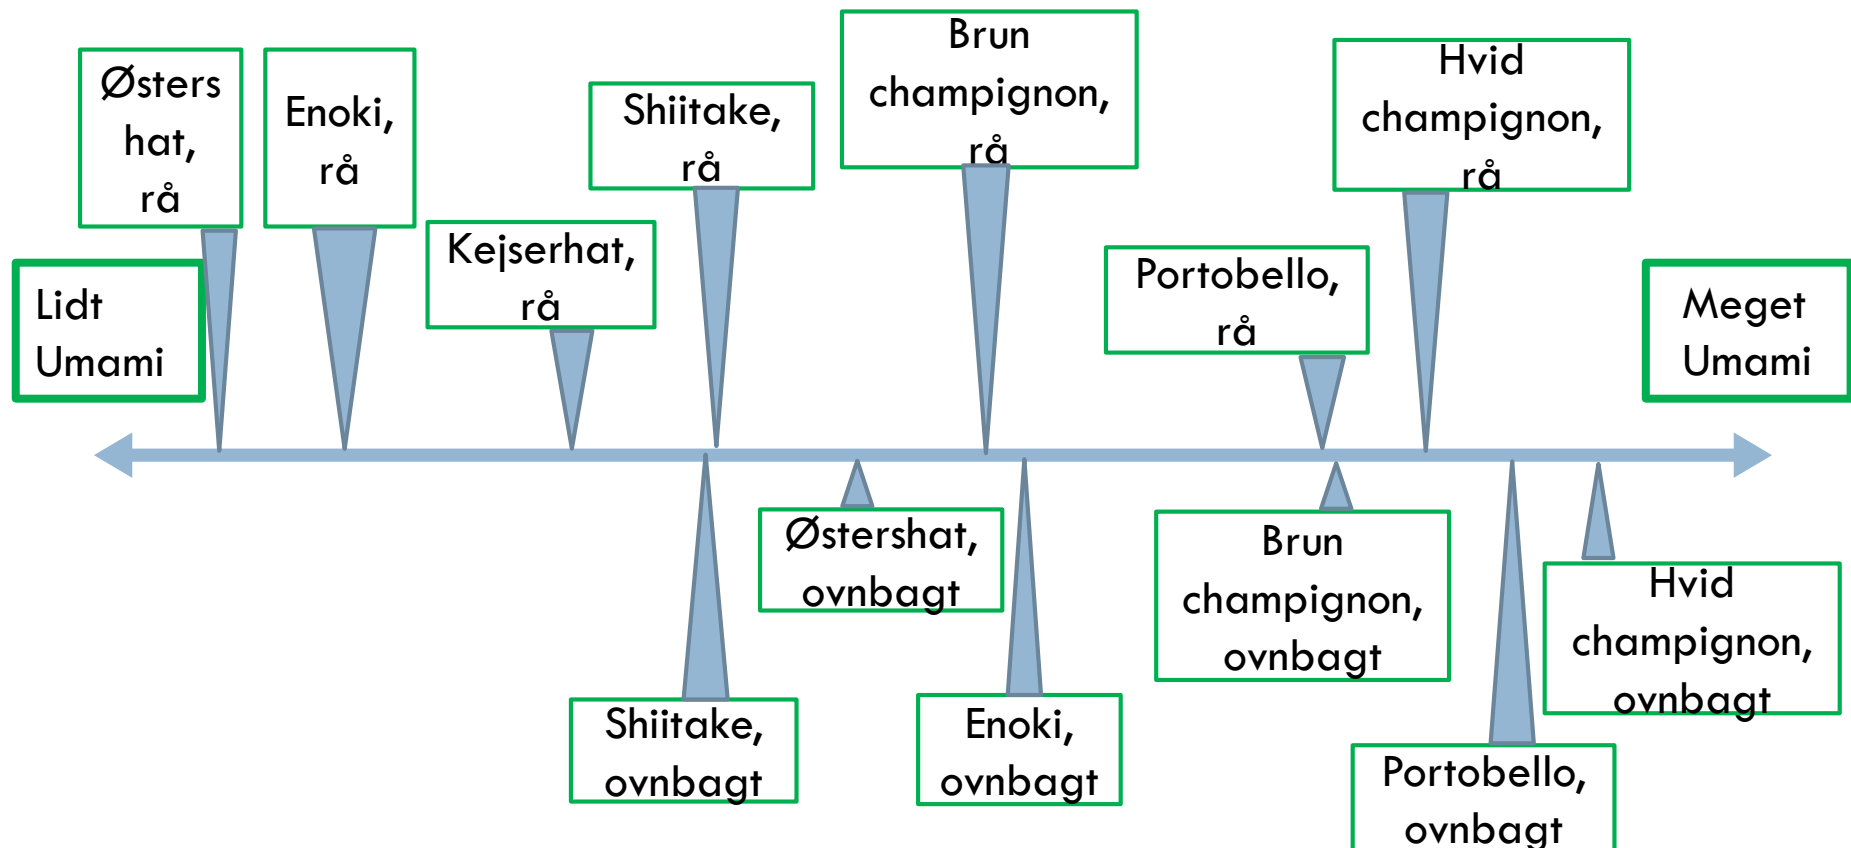 Østers
hat,
rå
Enoki,
rå
Kejserhat,
rå
Shiitake,
rå
Brun
champignon,
rå
Portobello,
rå
Hvid
champignon,
rå
Lidt
Umami
Meget
Umami
Shiitake,
ovnbagt
Østershat,
ovnbagt
Enoki,
ovnbagt
Brun
champignon,
ovnbagt
Portobello,
ovnbagt
Hvid
champignon,
ovnbagt